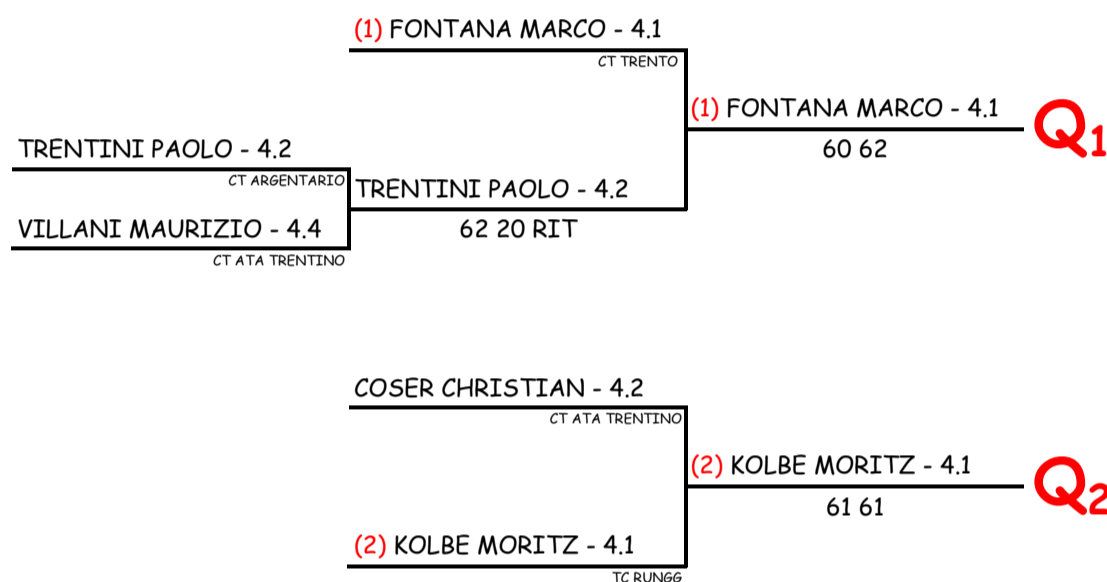 (1) FONTANA MARCO - 4.1
CT TRENTO
(1) FONTANA MARCO - 4.1
Q1
60 62
TRENTINI PAOLO - 4.2
CT ARGENTARIO
TRENTINI PAOLO - 4.2
62 20 RIT
VILLANI MAURIZIO - 4.4
CT ATA TRENTINO
COSER CHRISTIAN - 4.2
CT ATA TRENTINO
(2) KOLBE MORITZ - 4.1
Q2
61 61
(2) KOLBE MORITZ - 4.1
TC RUNGG